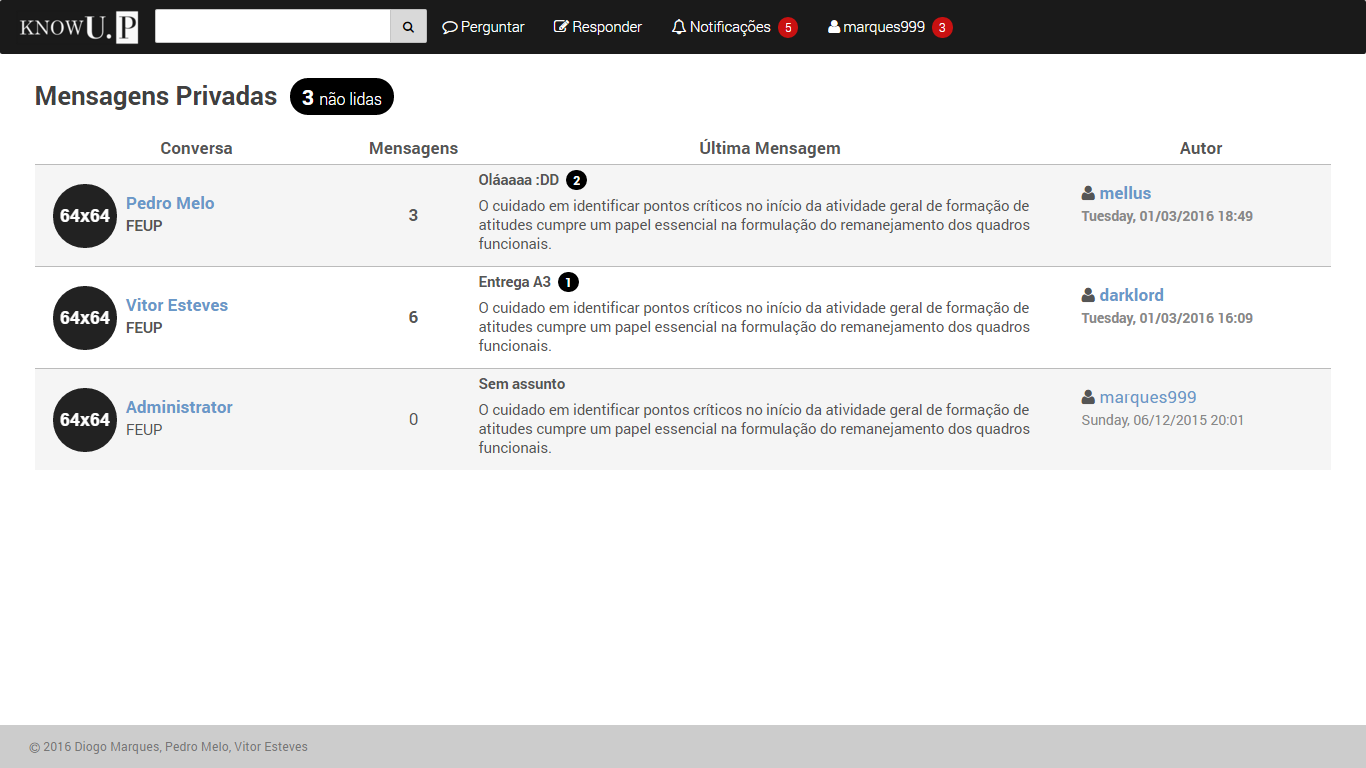 KNOWU.P Perguntar Responder Notificações 5 marques999 3
Mensagens Privadas 3 não lidas
Conversa Mensagens Última Mensagem Autor
64x64
Pedro Melo
FEUP
3
Oláaaaa :DD 2
O cuidado em identificar pontos críticos no início da atividade geral de formação de
atitudes cumpre um papel essencial na formulação do remanejamento dos quadros
funcionais.
mellus
Tuesday, 01/03/2016 18:49
64x64
Vitor Esteves
FEUP
6
Entrega A3 1
O cuidado em identificar pontos críticos no início da atividade geral de formação de
atitudes cumpre um papel essencial na formulação do remanejamento dos quadros
funcionais.
darklord
Tuesday, 01/03/2016 16:09
64x64
Administrator
FEUP
0
Sem assunto
O cuidado em identificar pontos críticos no início da atividade geral de formação de
atitudes cumpre um papel essencial na formulação do remanejamento dos quadros
funcionais.
marques999
Sunday, 06/12/2015 20:01
© 2016 Diogo Marques, Pedro Melo, Vitor Esteves